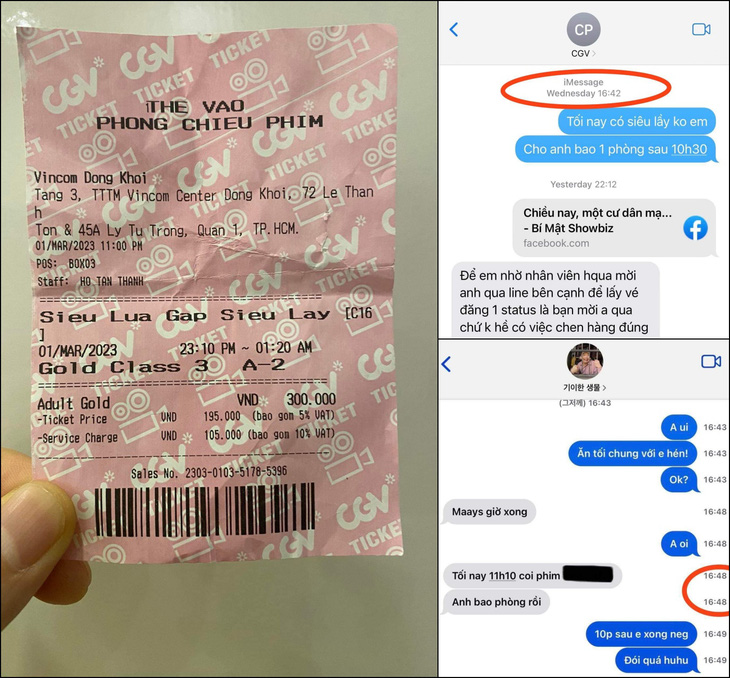 THE VAO
PHONG CHIEU PHIM
Vincom Dong Khoi
Tang 3, TTTM Vincom Center Dong Khoi, 72 Le Than
h
Ton & 45A Ly Tu Trong, Quan 1, TP.HCM.
01/MAR/2023 11:00 PM
POS: BOX03
Staff: HO TAN THANH
Sieu Lua Gap Sieu Lay [C16
]
01/MAR/2023 23:10 PM ~ 01:20 AM
Gold Class 3 A-2
Adult Gold VND 300.000
-Ticket Price VND 195.000 (bao gom 5% VAT)
-Service Charge VND 105.000 (bao gom 10% VAT)
Sales No. 2303-0103-5178-5396
CGV TICKET
CP
CGV
iMessage
Wednesday 16:42
Tối nay có siêu lầy ko em
Cho anh bao 1 phòng sau 10h30
Yesterday 22:12
Chiều nay, một cư dân mạ...
- Bí Mật Showbiz
facebook.com
Để em nhờ nhân viên hqua mời
anh qua line bên cạnh để lấy vé
đăng 1 status là bạn mời a qua
chứ k hề có việc chen hàng đúng
기이한 생물
(그저께) 16:43
A ui 16:43
Ăn tối chung với e hén! 16:43
Ok? 16:43
Maays giờ xong 16:48
A oi 16:48
Tối nay 11h10 coi phim 16:48
Anh bao phòng rồi 16:48
10p sau e xong neg 16:49
Đói quá huhu 16:49